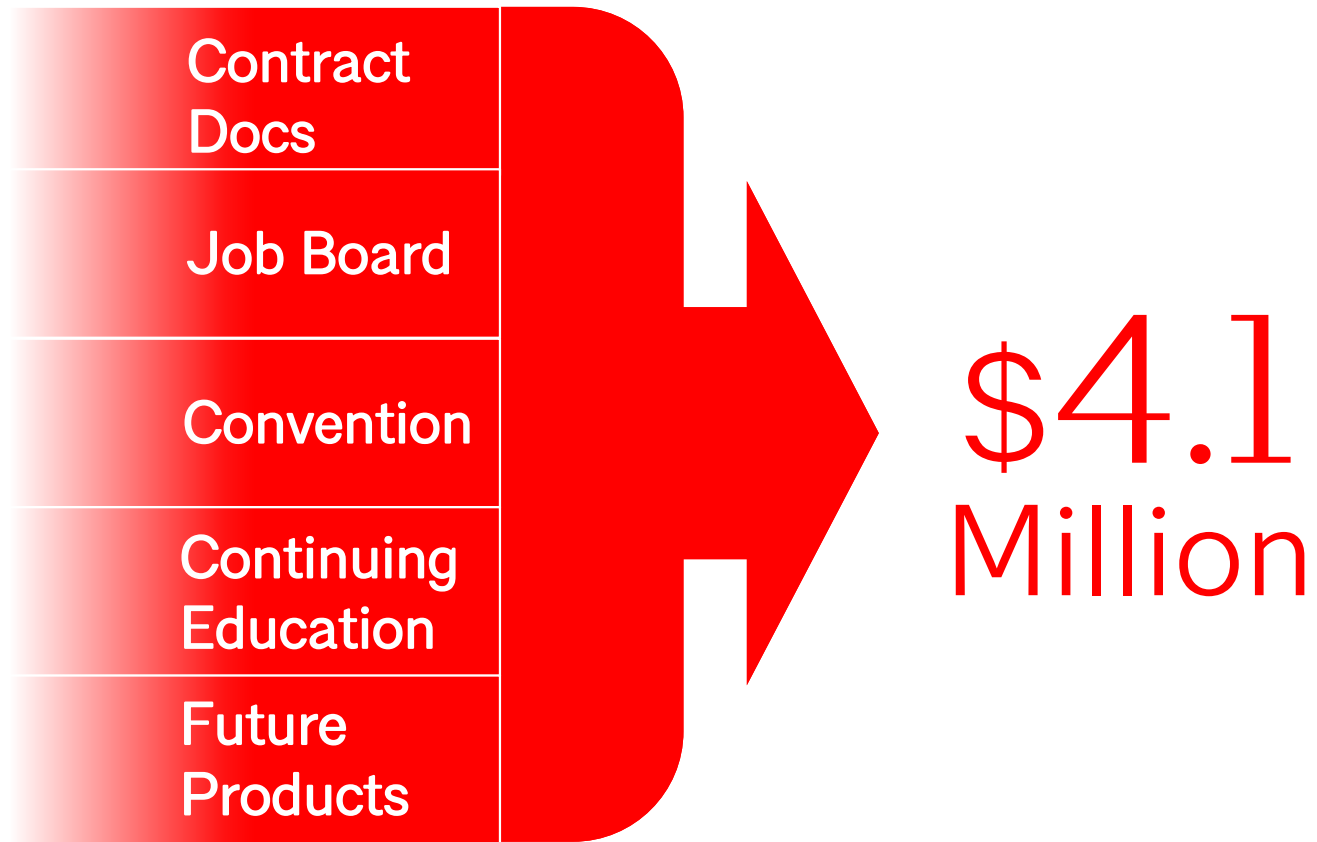 Contract
Docs
Job Board
Convention
Continuing
Education
Future
Products
$4.1
Million